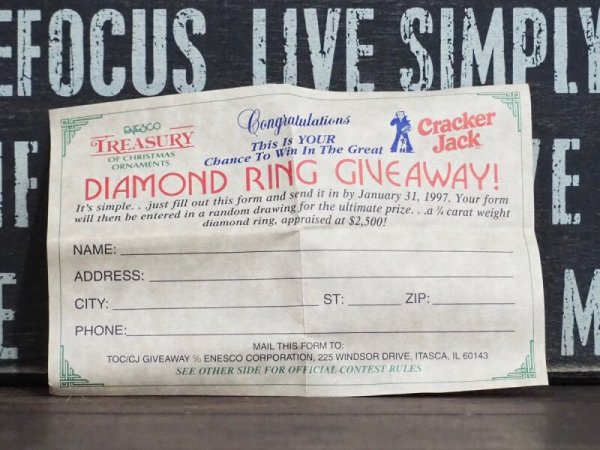 EFOCUS LIVE SIMPLY
ENESCO
TREASURY
OF CHRISTMAS
ORNAMENTS
Congratulations
This Is YOUR
Chance To Win In The Great
Cracker
Jack
DIAMOND RING GIVEAWAY!
It's simple. . .just fill out this form and send it in by January 31, 1997. Your form
will then be entered in a random drawing for the ultimate prize. . .a ¼ carat weight
diamond ring, appraised at $2,500!
NAME:
ADDRESS:
CITY: ST: ZIP:
PHONE:
MAIL THIS FORM TO:
TOC/CJ GIVEAWAY % ENESCO CORPORATION, 225 WINDSOR DRIVE, ITASCA, IL 60143
SEE OTHER SIDE FOR OFFICIAL CONTEST RULES